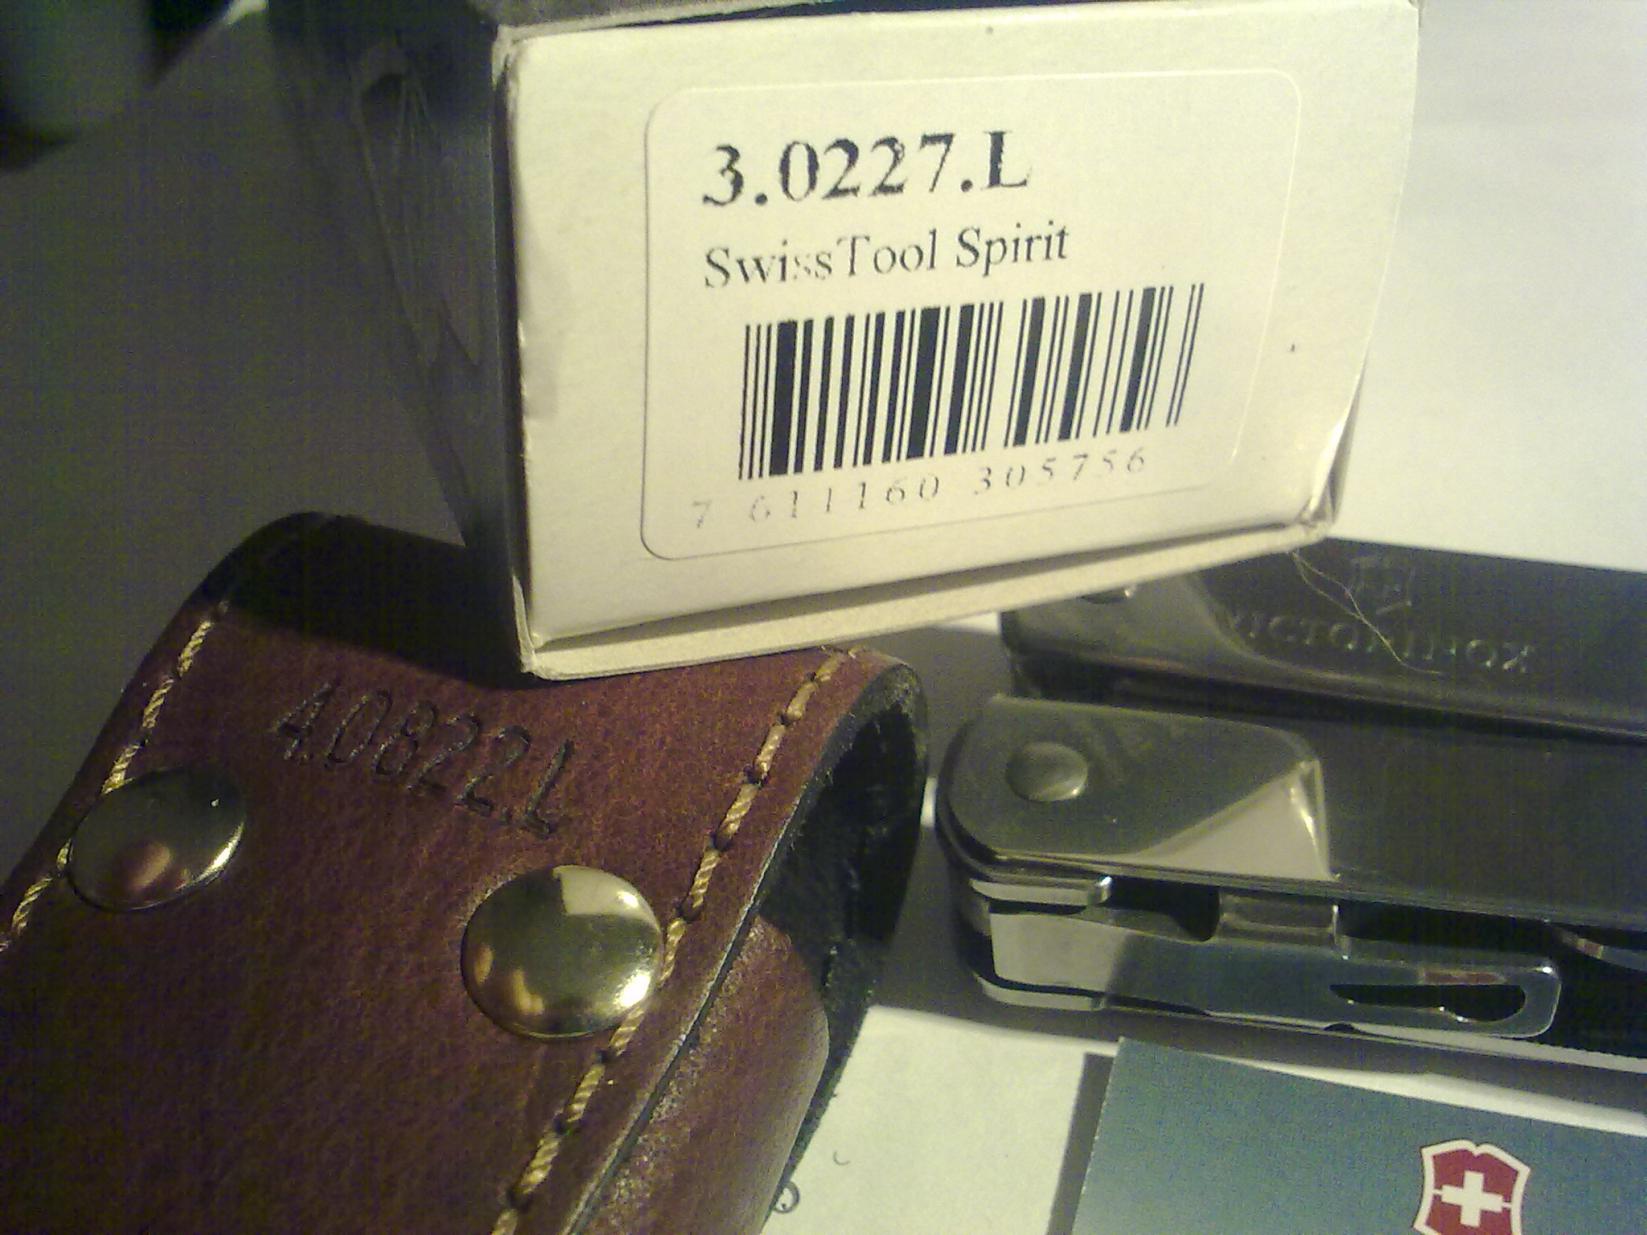 3.0227.L
SwissTool Spirit
7 611160 305756
4.0822.L
VICTORINOX